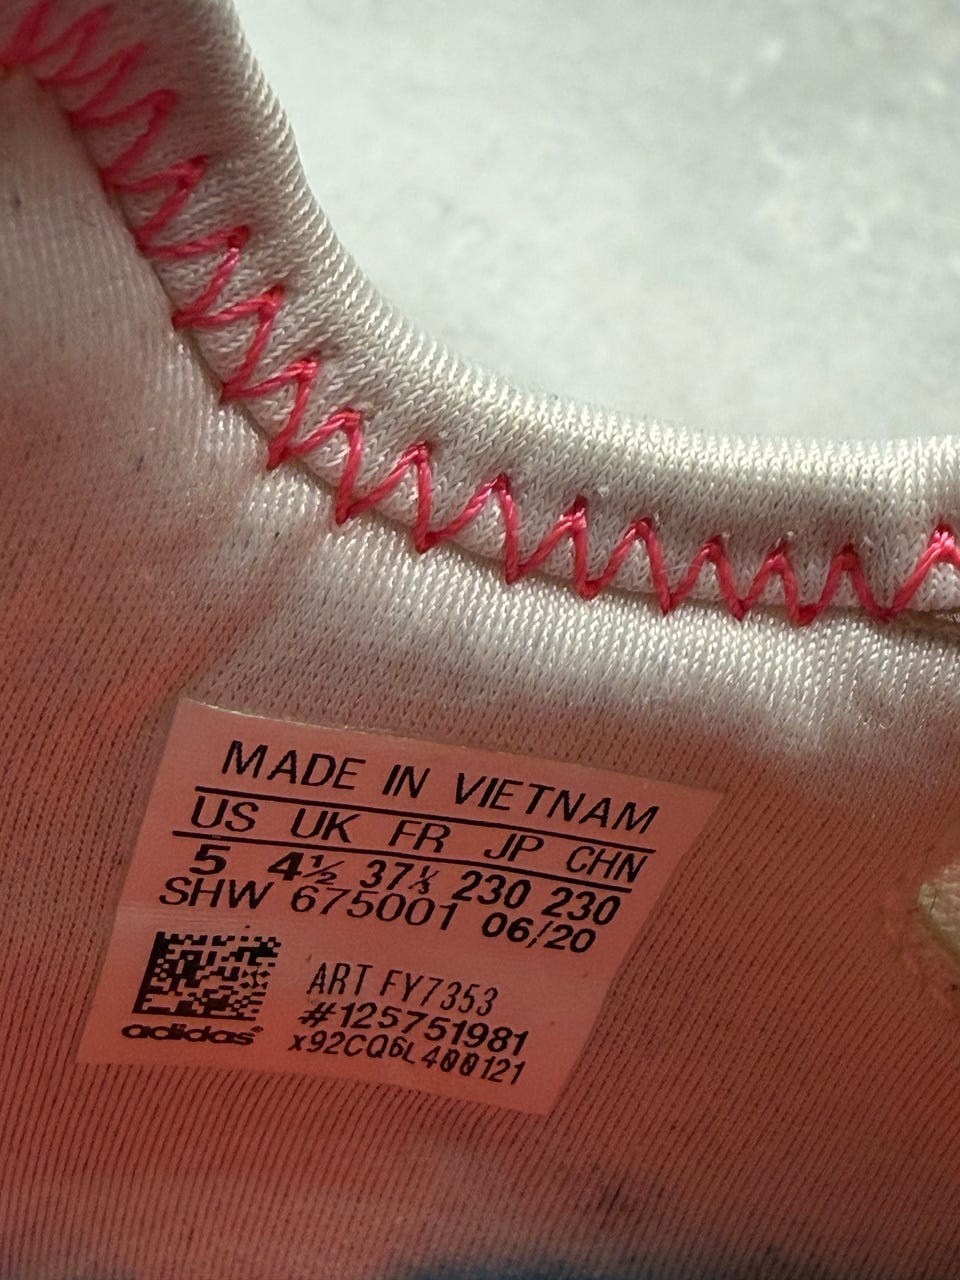 MADE IN VIETNAM
US UK FR JP CHN
5 4½ 37⅓ 230 230
SHW 675001 06/20
ART FY7353
#125751981
x92CQ6L400121
adidas